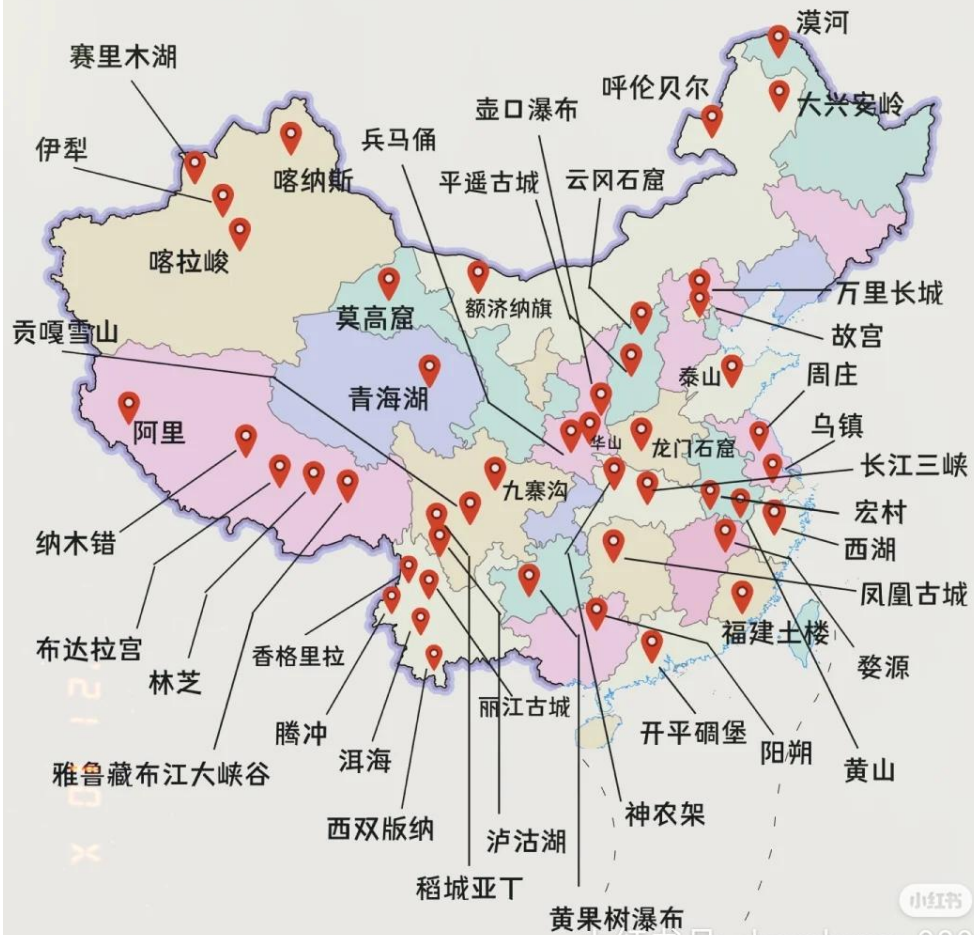 漠河
赛里木湖
呼伦贝尔
大兴安岭
壶口瀑布
兵马俑
伊犁
平遥古城
云冈石窟
喀纳斯
喀拉峻
万里长城
额济纳旗
莫高窟
故宫
贡嘎雪山
泰山
周庄
青海湖
乌镇
阿里
华山
龙门石窟
长江三峡
九寨沟
宏村
纳木错
西湖
凤凰古城
福建土楼
布达拉宫
香格里拉
婺源
林芝
丽江古城
腾冲
开平碉堡
阳朔
洱海
黄山
雅鲁藏布江大峡谷
神农架
西双版纳
泸沽湖
稻城亚丁
小红书
黄果树瀑布